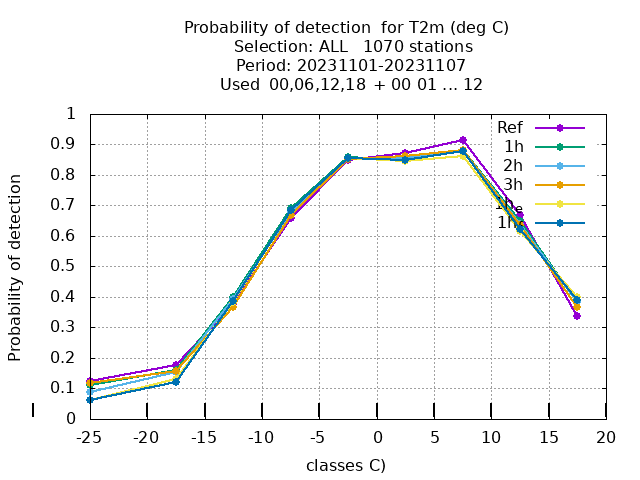 Probability of detection for T2m (deg C)
Selection: ALL 1070 stations
Period: 20231101-20231107
Used 00,06,12,18 + 00 01 ... 12
Probability of detection
1
0.9
0.8
0.7
0.6
0.5
0.4
0.3
0.2
0.1
0
-25
-20
-15
-10
-5
0
5
10
15
20
classes C)
Ref
1h
2h
3h